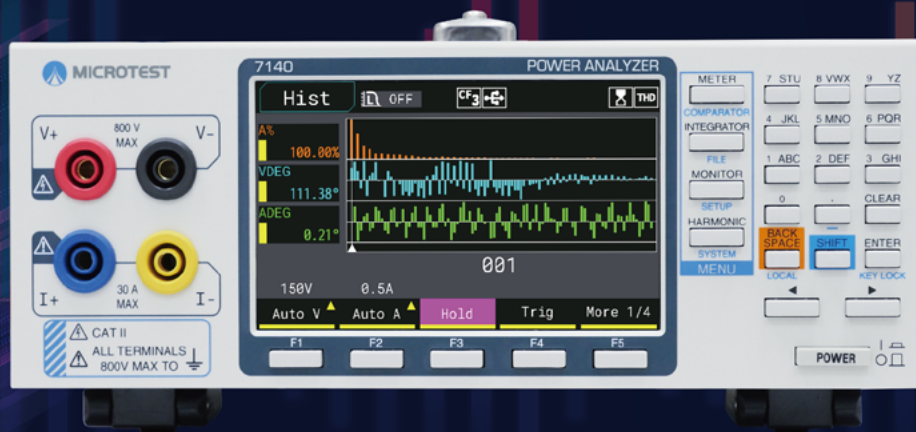 MICROTEST
7140
POWER ANALYZER
V+
800 V
MAX
V-
I+
30 A
MAX
I-
CAT II
ALL TERMINALS
800V MAX TO
Hist
OFF
CF
3
THD
A%
100.00%
VDEG
111.38°
ADEG
0.21°
001
150V
0.5A
Auto V
Auto A
Hold
Trig
More 1/4
F1
F2
F3
F4
F5
METER
COMPARATOR
INTEGRATOR
FILE
MONITOR
SETUP
HARMONIC
SYSTEM
MENU
7 STU
8 VWX
9 YZ
4 JKL
5 MNO
6 PQR
1 ABC
2 DEF
3 GHI
CLEAR
0
.
BACK
SPACE
SHIFT
ENTER
LOCAL
KEY LOCK
POWER